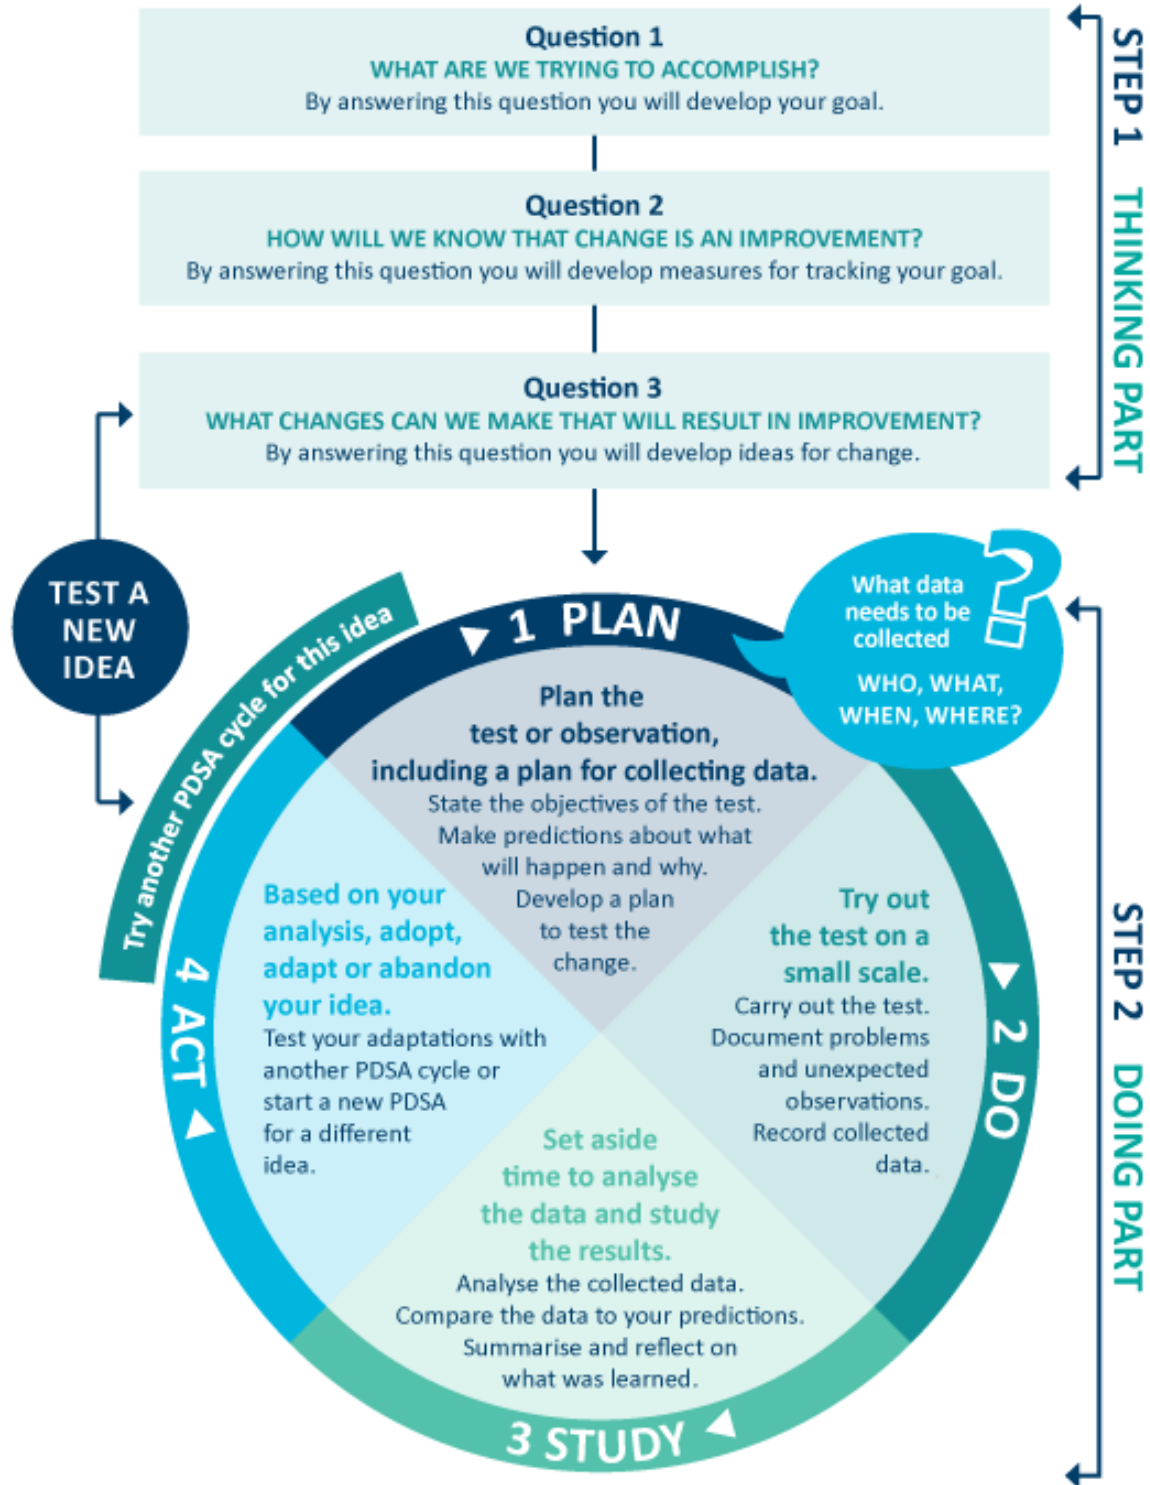 Question 1
WHAT ARE WE TRYING TO ACCOMPLISH?
By answering this question you will develop your goal.
Question 2
HOW WILL WE KNOW THAT CHANGE IS AN IMPROVEMENT?
By answering this question you will develop measures for tracking your goal.
Question 3
WHAT CHANGES CAN WE MAKE THAT WILL RESULT IN IMPROVEMENT?
By answering this question you will develop ideas for change.
STEP 1 THINKING PART
TEST A
NEW
IDEA
Try another PDSA cycle for this idea
1 PLAN
What data
needs to be
collected
?
WHO, WHAT,
WHEN, WHERE?
Plan the
test or observation,
including a plan for collecting data.
State the objectives of the test.
Make predictions about what
will happen and why.
Develop a plan
to test the
change.
2 DO
Try out
the test on a
small scale.
Carry out the test.
Document problems
and unexpected
observations.
Record collected
data.
3 STUDY
Set aside
time to analyse
the data and study
the results.
Analyse the collected data.
Compare the data to your predictions.
Summarise and reflect on
what was learned.
4 ACT
Based on your
analysis, adopt,
adapt or abandon
your idea.
Test your adaptations with
another PDSA cycle or
start a new PDSA
for a different
idea.
STEP 2 DOING PART